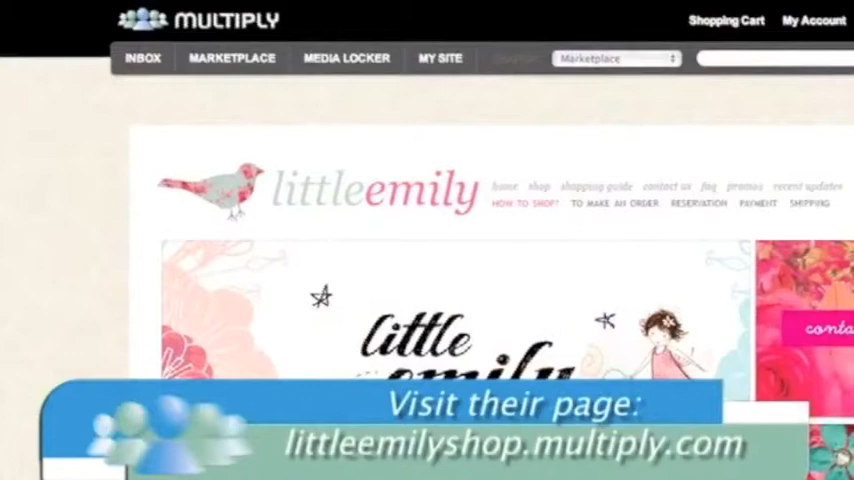 MULTIPLY
Shopping Cart My Account
INBOX MARKETPLACE MEDIA LOCKER MY SITE Marketplace
littleemily
home shop shopping guide contact us faq promos recent updates
HOW TO SHOP? TO MAKE AN ORDER RESERVATION PAYMENT SHIPPING
little
emily
Visit their page:
littleemilyshop.multiply.com